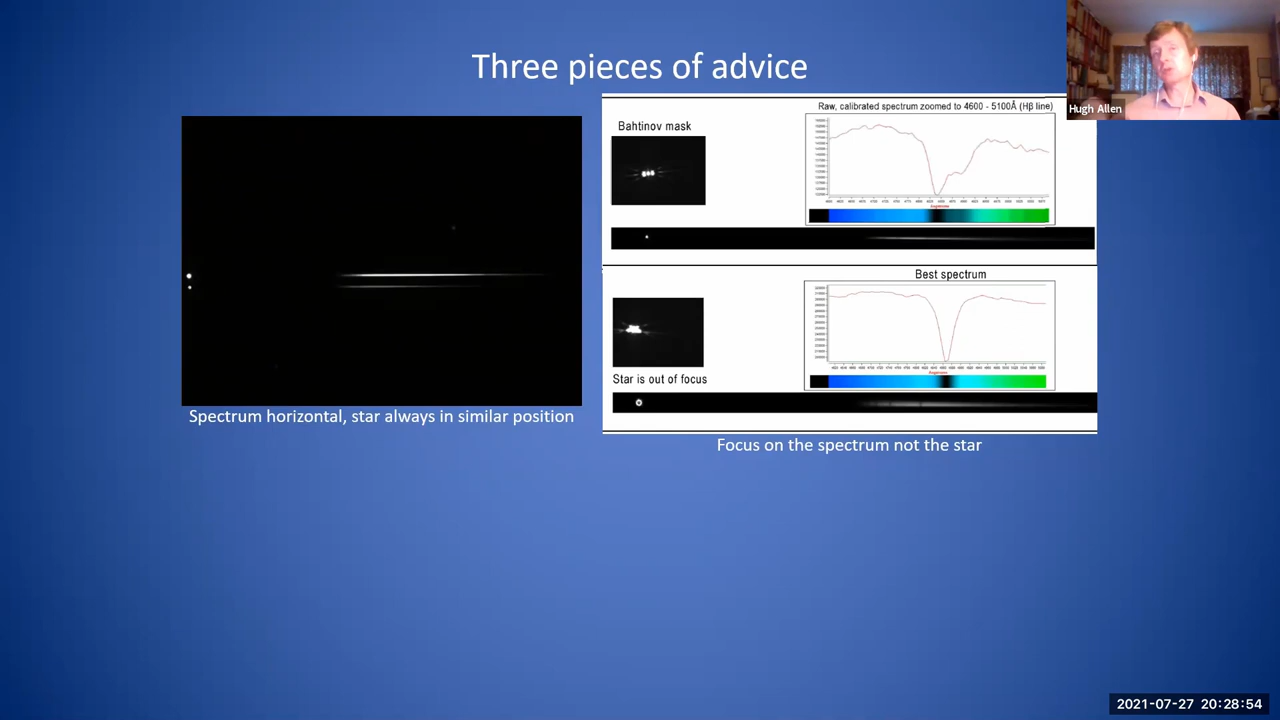 Three pieces of advice
Hugh Allen
Spectrum horizontal, star always in similar position
Bahtinov mask
Raw, calibrated spectrum zoomed to 4600 - 5100Å (Hβ line)
Best spectrum
Star is out of focus
Focus on the spectrum not the star
2021-07-27 20:28:54